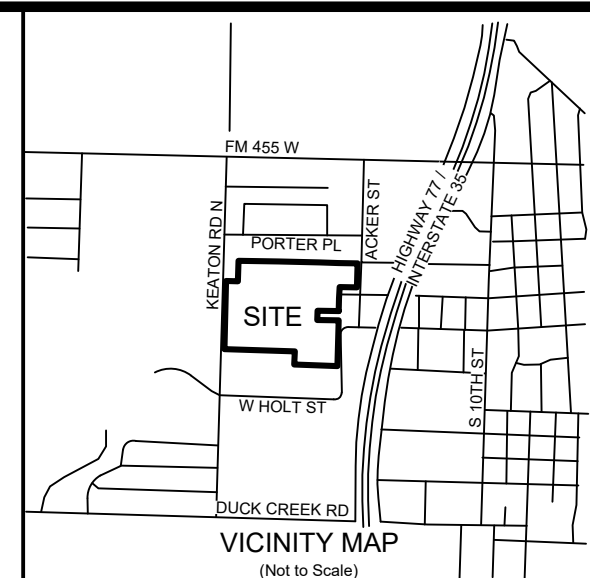 FM 455 W
KEATON RD N
PORTER PL
ACKER ST
HIGHWAY 77 /
INTERSTATE 35
SITE
S 10TH ST
W HOLT ST
DUCK CREEK RD
VICINITY MAP
(Not to Scale)